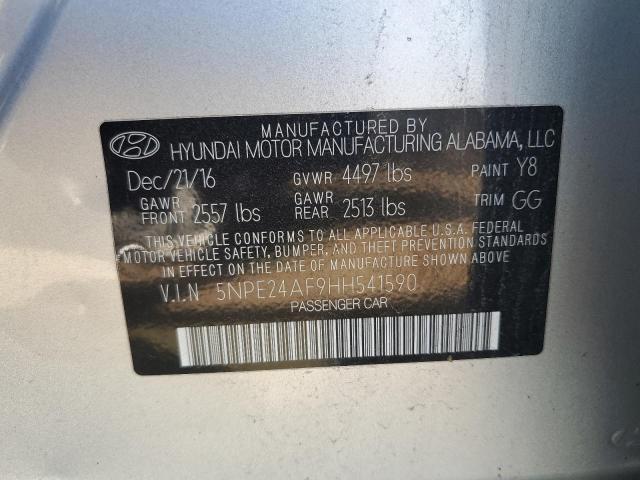 MANUFACTURED BY
HYUNDAI MOTOR MANUFACTURING ALABAMA, LLC
Dec/21/16 GVWR 4497 lbs PAINT Y8
GAWR FRONT 2557 lbs GAWR REAR 2513 lbs TRIM GG
THIS VEHICLE CONFORMS TO ALL APPLICABLE U.S.A. FEDERAL
MOTOR VEHICLE SAFETY, BUMPER, AND THEFT PREVENTION STANDARDS
IN EFFECT ON THE DATE OF MANUFACTURE SHOWN ABOVE.
V.I.N 5NPE24AF9HH541590
PASSENGER CAR